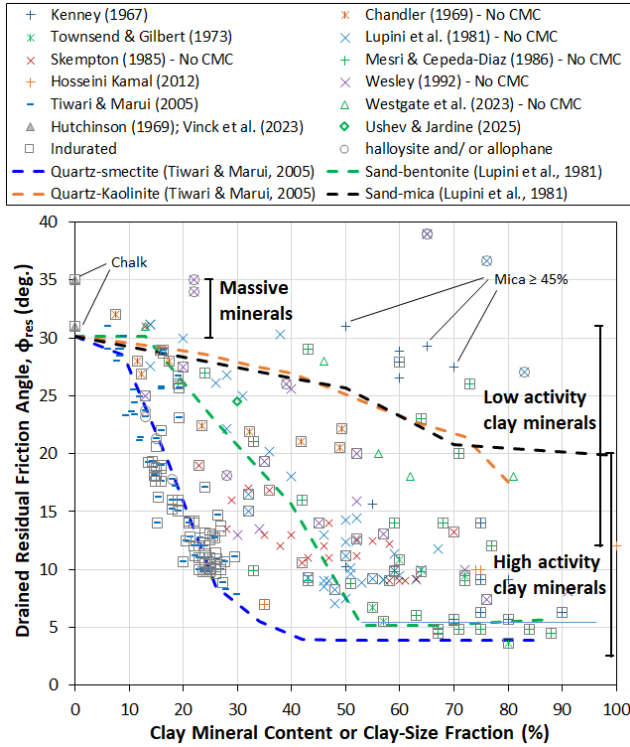 Kenney (1967)
Chandler (1969) - No CMC
Townsend & Gilbert (1973)
Lupini et al. (1981) - No CMC
Skempton (1985) - No CMC
Mesri & Cepeda-Diaz (1986) - No CMC
Hosseini Kamal (2012)
Wesley (1992) - No CMC
Tiwari & Marui (2005)
Westgate et al. (2023) - No CMC
Hutchinson (1969); Vinck et al. (2023)
Ushev & Jardine (2025)
Indurated
halloysite and/ or allophane
Quartz-smectite (Tiwari & Marui, 2005)
Sand-bentonite (Lupini et al., 1981)
Quartz-Kaolinite (Tiwari & Marui, 2005)
Sand-mica (Lupini et al., 1981)
Drained Residual Friction Angle, ϕres (deg.)
40
35
30
25
20
15
10
5
0
Chalk
Massive
minerals
Mica ≥ 45%
Low activity
clay minerals
High activity
clay minerals
0 10 20 30 40 50 60 70 80 90 100
Clay Mineral Content or Clay-Size Fraction (%)